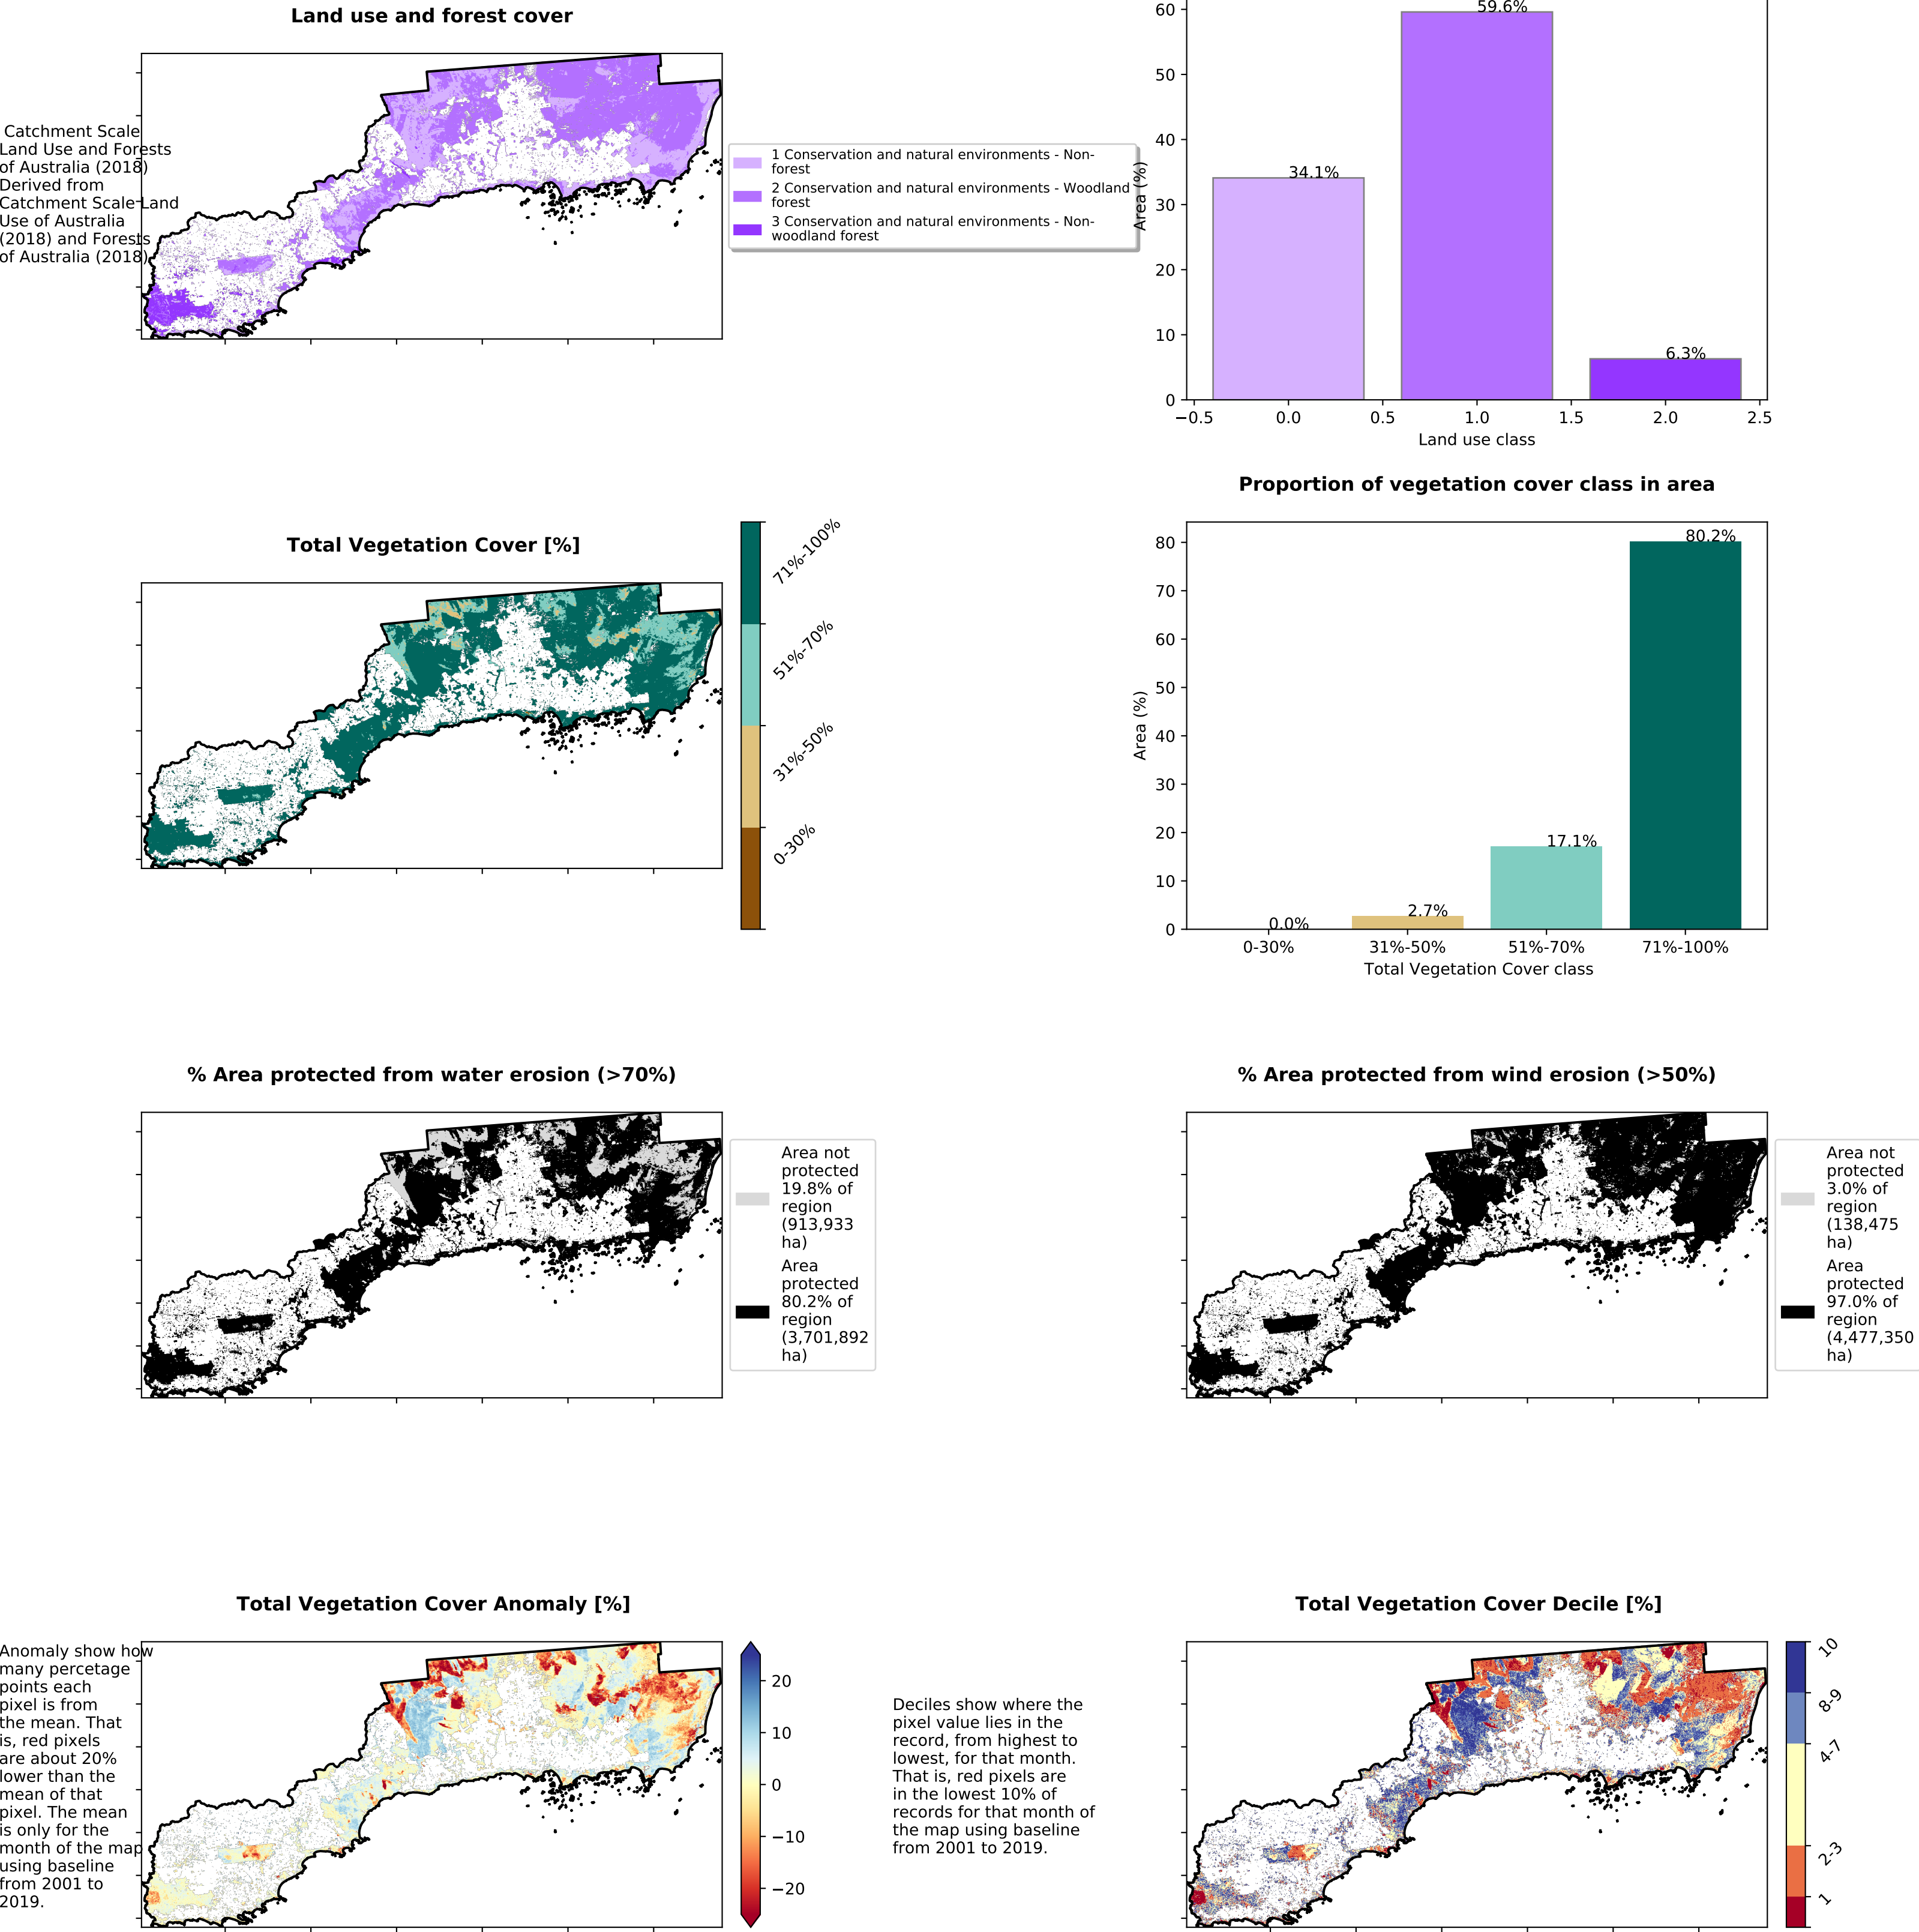 Land use and forest cover
Catchment Scale
Land Use and Forests
of Australia (2018)
Derived from
Catchment Scale Land
Use of Australia
(2018) and Forests
of Australia (2018)
1 Conservation and natural environments - Non-
forest
2 Conservation and natural environments - Woodland
forest
3 Conservation and natural environments - Non-
woodland forest
Area (%)
60
50
40
30
20
10
0
59.6%
34.1%
6.3%
−0.5
0.0
0.5
1.0
1.5
2.0
2.5
Land use class
Total Vegetation Cover [%]
71%-100%
51%-70%
31%-50%
0-30%
Proportion of vegetation cover class in area
Area (%)
80
70
60
50
40
30
20
10
0
0.0%
2.7%
17.1%
80.2%
0-30%
31%-50%
51%-70%
71%-100%
Total Vegetation Cover class
% Area protected from water erosion (>70%)
Area not
protected
19.8% of
region
(913,933
ha)
Area
protected
80.2% of
region
(3,701,892
ha)
% Area protected from wind erosion (>50%)
Area not
protected
3.0% of
region
(138,475
ha)
Area
protected
97.0% of
region
(4,477,350
ha)
Total Vegetation Cover Anomaly [%]
Anomaly show how
many percetage
points each
pixel is from
the mean. That
is, red pixels
are about 20%
lower than the
mean of that
pixel. The mean
is only for the
month of the map
using baseline
from 2001 to
2019.
20
10
0
−10
−20
Total Vegetation Cover Decile [%]
Deciles show where the
pixel value lies in the
record, from highest to
lowest, for that month.
That is, red pixels are
in the lowest 10% of
records for that month of
the map using baseline
from 2001 to 2019.
10
8-9
4-7
2-3
1